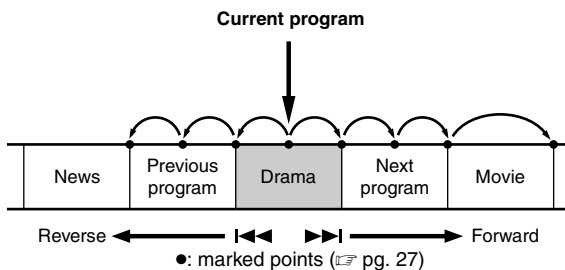 Current program
News
Previous
program
Drama
Next
program
Movie
Reverse
Forward
●: marked points (☞ pg. 27)